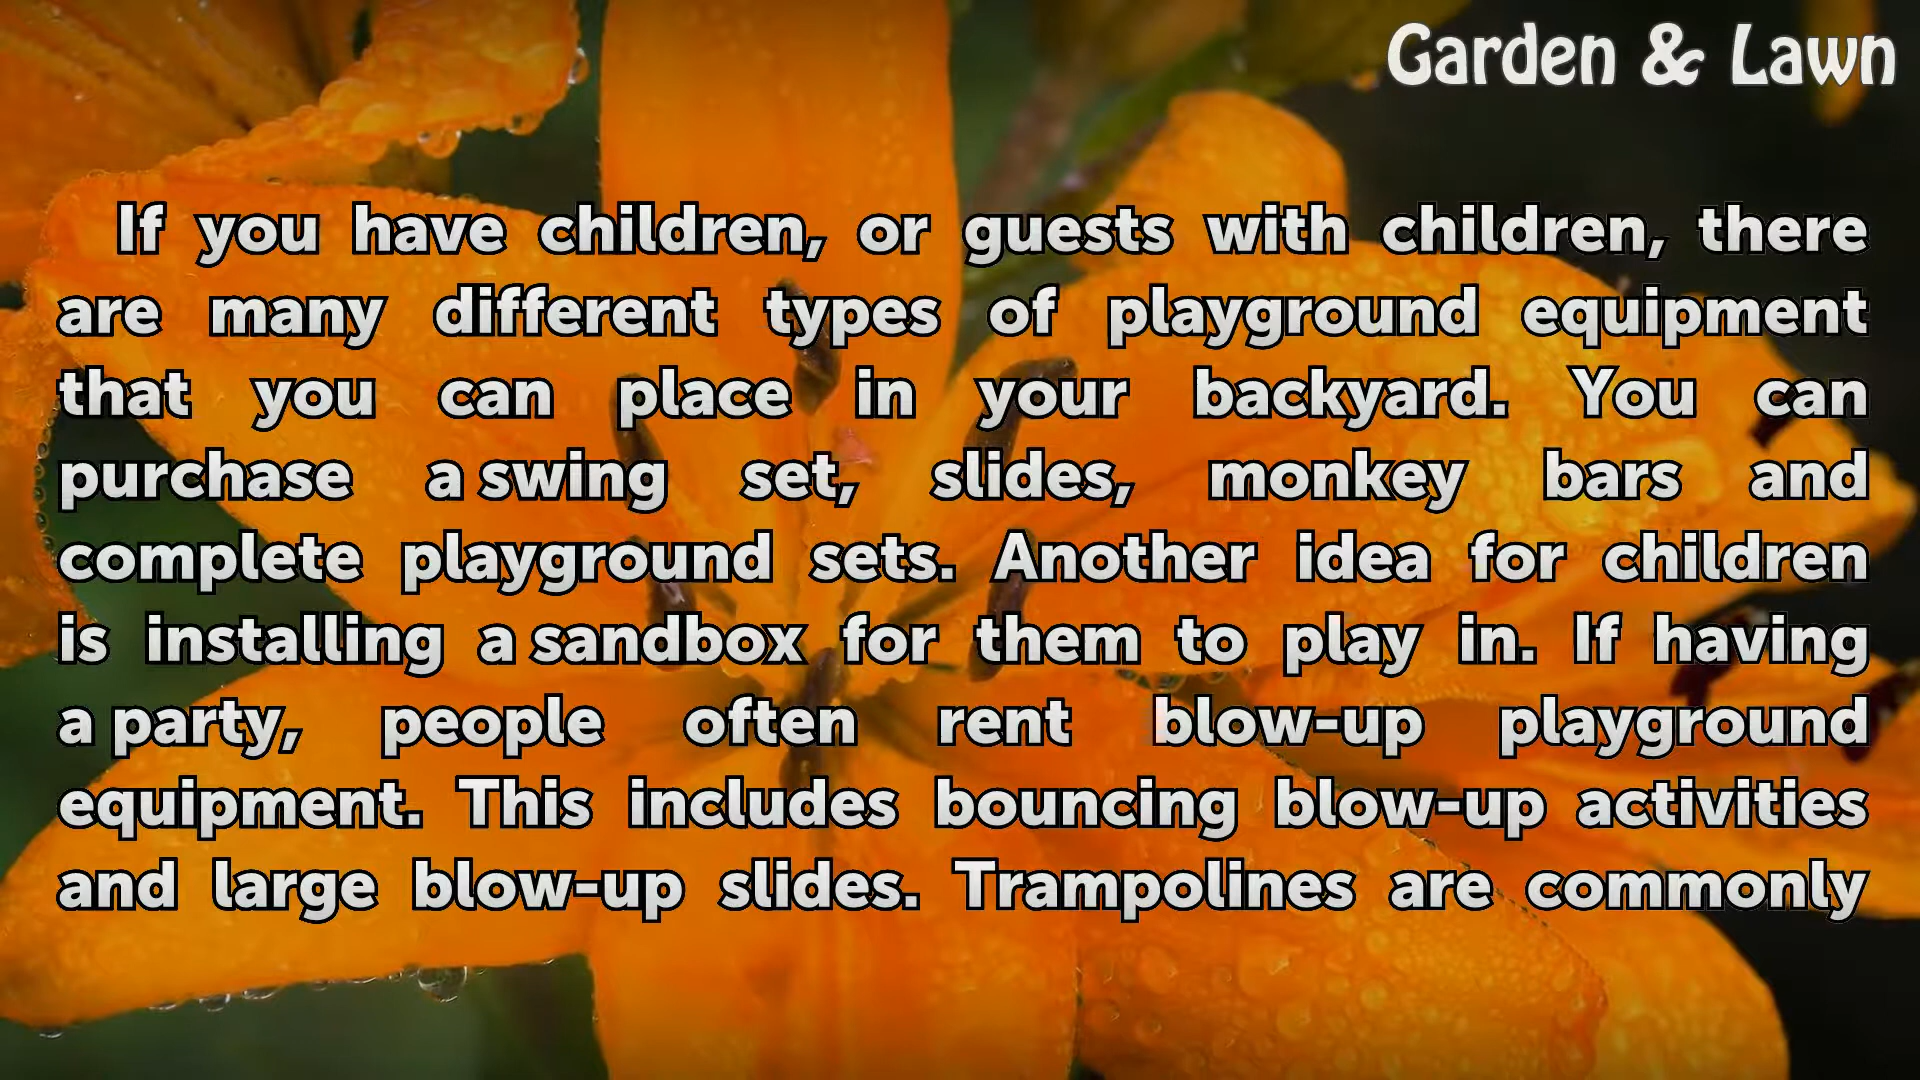 Garden & Lawn
If you have children, or guests with children, there
are many different types of playground equipment
that you can place in your backyard. You can
purchase a swing set, slides, monkey bars and
complete playground sets. Another idea for children
is installing a sandbox for them to play in. If having
a party, people often rent blow-up playground
equipment. This includes bouncing blow-up activities
and large blow-up slides. Trampolines are commonly